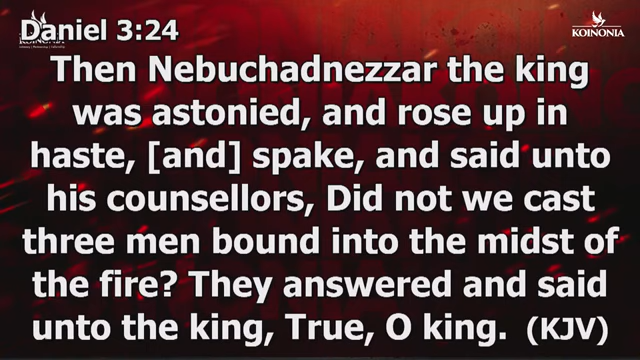 Daniel 3:24
KOINONIA
KOINONIA
Then Nebuchadnezzar the king
was astonied, and rose up in
haste, [and] spake, and said unto
his counsellors, Did not we cast
three men bound into the midst of
the fire? They answered and said
unto the king, True, O king. (KJV)